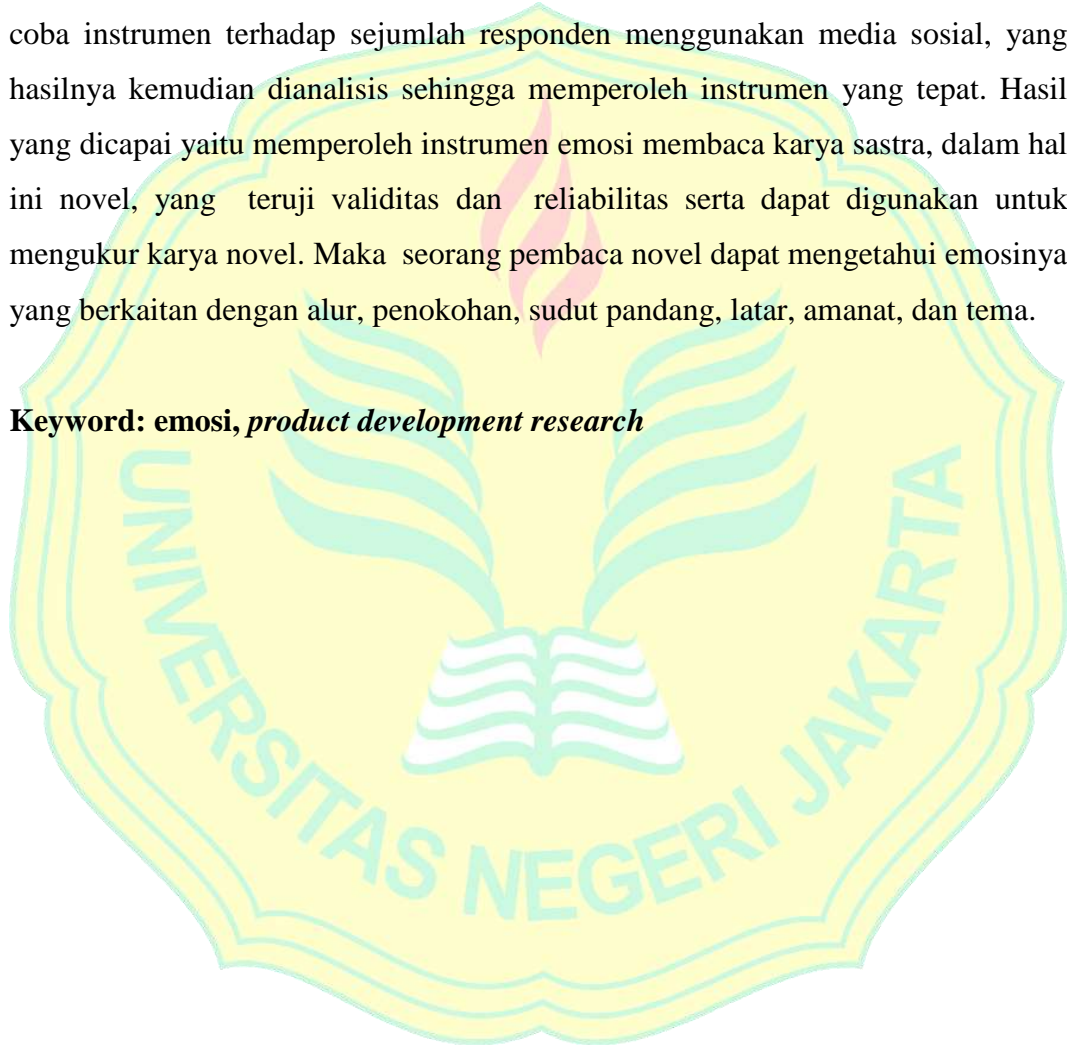 coba instrumen terhadap sejumlah responden menggunakan media sosial, yang
hasilnya kemudian dianalisis sehingga memperoleh instrumen yang tepat. Hasil
yang dicapai yaitu memperoleh instrumen emosi membaca karya sastra, dalam hal
ini novel, yang teruji validitas dan reliabilitas serta dapat digunakan untuk
mengukur karya novel. Maka seorang pembaca novel dapat mengetahui emosinya
yang berkaitan dengan alur, penokohan, sudut pandang, latar, amanat, dan tema.
Keyword: emosi, product development research
UNIVERSITAS NEGERI JAKARTA